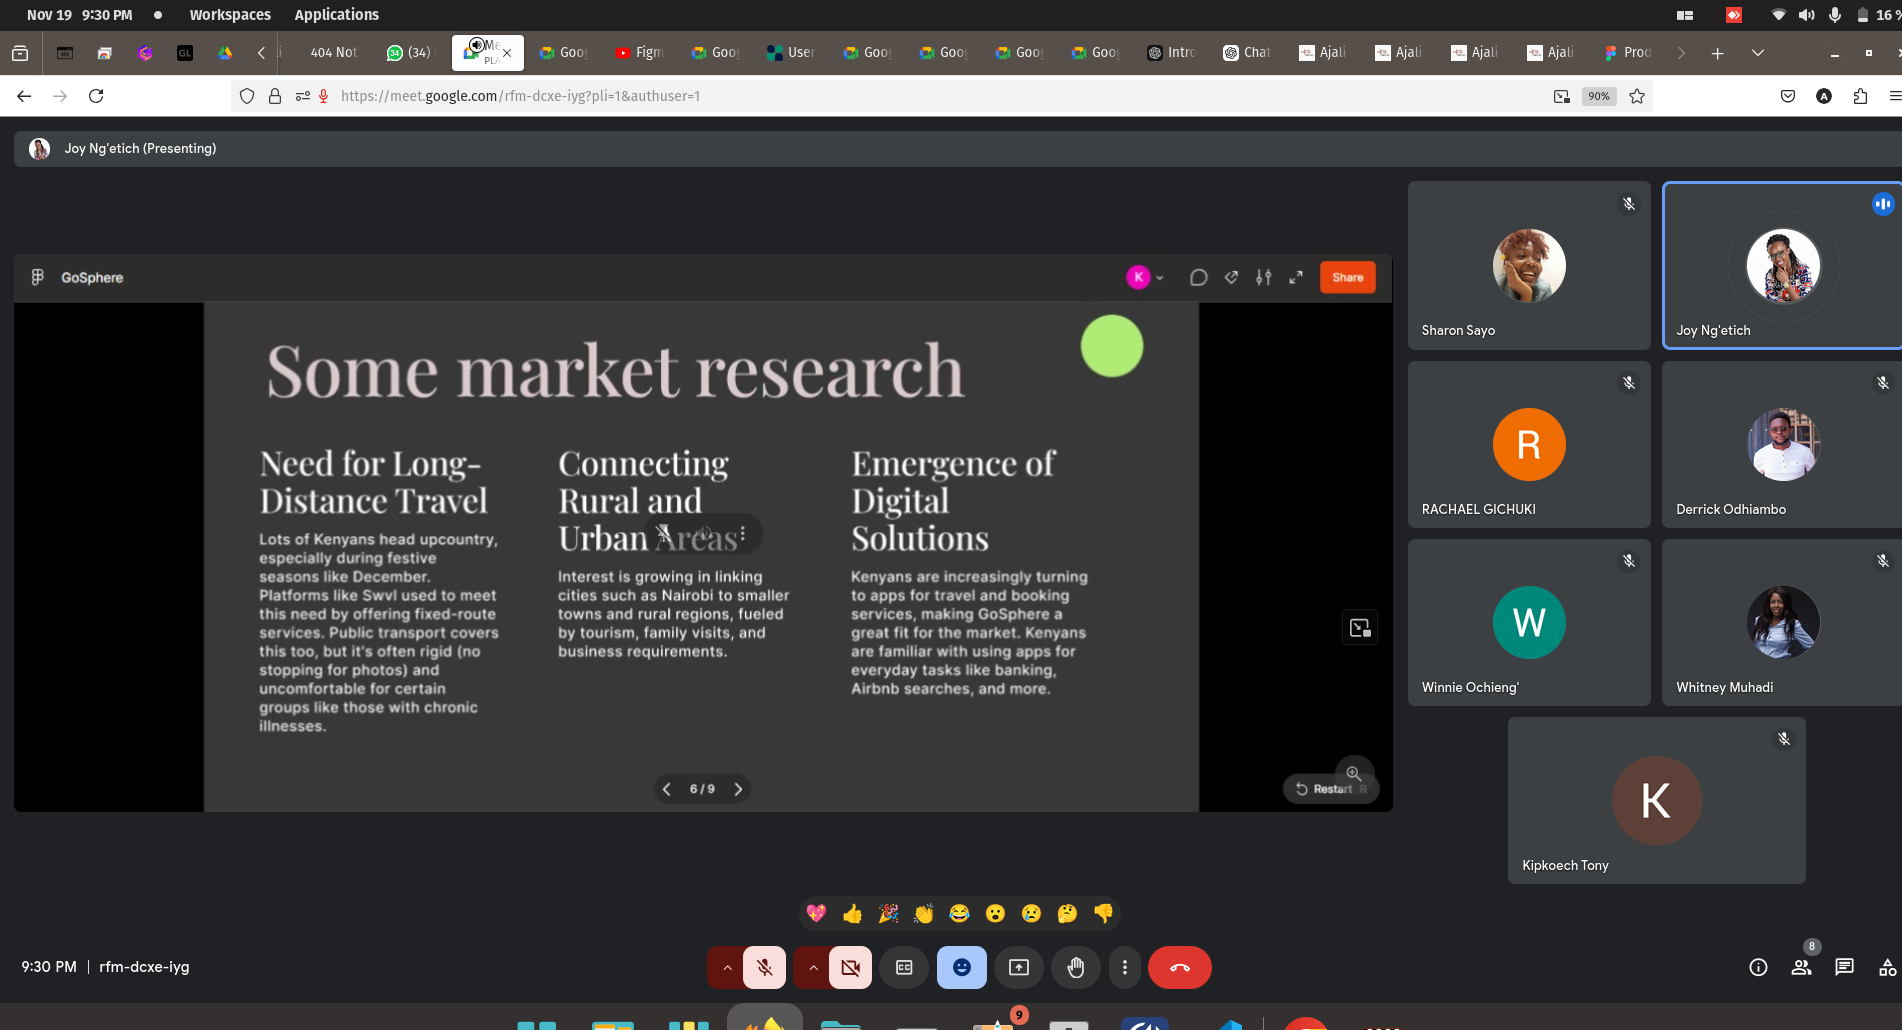 Nov 19 9:30 PM
Workspaces
Applications
16 %
404 Not
(34)
Me
PLA
Goo
Figm
Goo
User
Goo
Goo
Goo
Goo
Intro
Chat
Ajali
Ajali
Ajali
Ajali
Prod
https://meet.google.com/rfm-dcxe-iyg?pli=1&authuser=1
90%
A
Joy Ng'etich (Presenting)
GoSphere
K
Share
Some market research
Need for Long-
Distance Travel
Lots of Kenyans head upcountry,
especially during festive
seasons like December.
Platforms like Swvl used to meet
this need by offering fixed-route
services. Public transport covers
this too, but it's often rigid (no
stopping for photos) and
uncomfortable for certain
groups like those with chronic
illnesses.
Connecting
Rural and
Urban Areas
Interest is growing in linking
cities such as Nairobi to smaller
towns and rural regions, fueled
by tourism, family visits, and
business requirements.
Emergence of
Digital
Solutions
Kenyans are increasingly turning
to apps for travel and booking
services, making GoSphere a
great fit for the market. Kenyans
are familiar with using apps for
everyday tasks like banking,
Airbnb searches, and more.
6 / 9
Restart R
Sharon Sayo
Joy Ng'etich
R
RACHAEL GICHUKI
Derrick Odhiambo
W
Winnie Ochieng'
Whitney Muhadi
K
Kipkoech Tony
9:30 PM | rfm-dcxe-iyg
CC
8
9